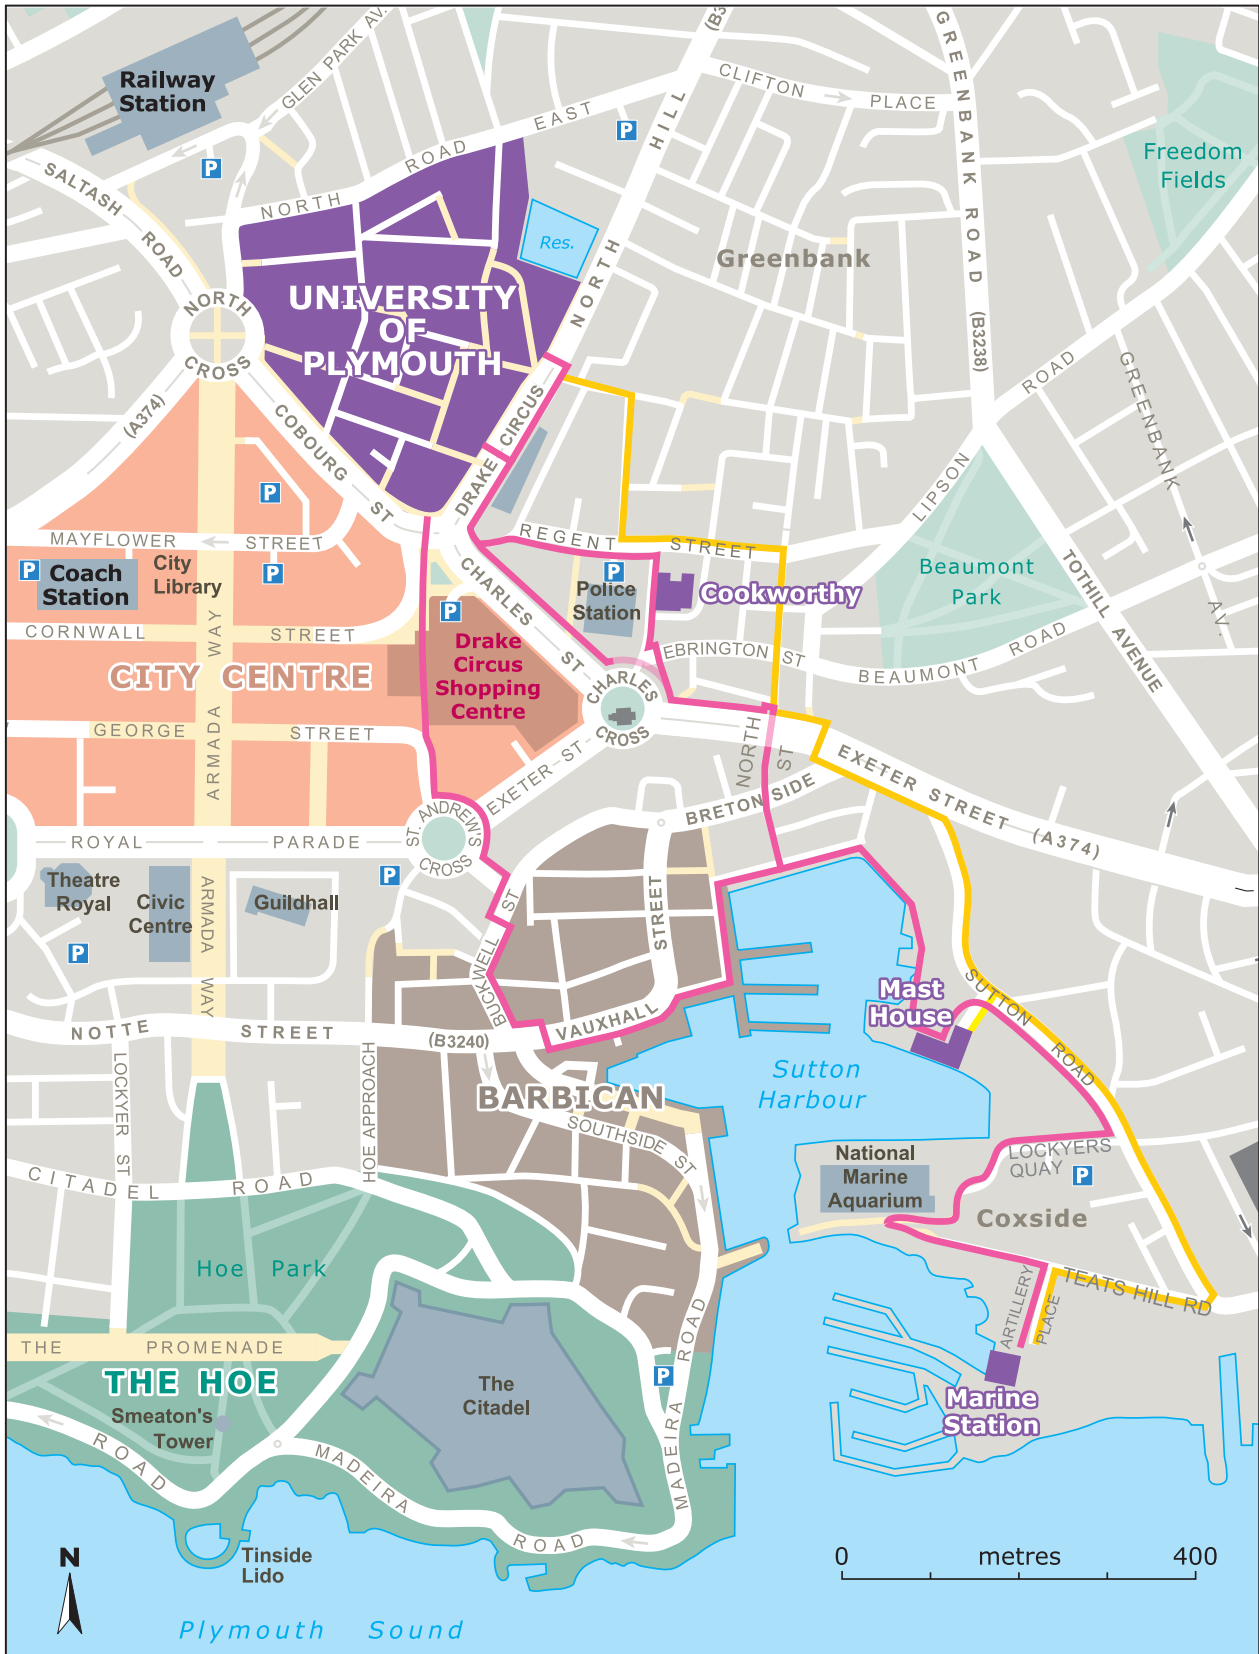 Railway
Station
GLEN PARK AV.
P
SALTASH
ROAD
NORTH
ROAD
EAST
P
NORTH
HILL
(B3
CLIFTON
PLACE
GREENBANK
ROAD
(B3238)
Freedom
Fields
Res.
Greenbank
UNIVERSITY
OF
PLYMOUTH
NORTH
CROSS
(A374)
COBOURG
ST
DRAKE
CIRCUS
ROAD
GREENBANK
AV.
LIPSON
P
MAYFLOWER
STREET
P
Coach
Station
City
Library
P
REGENT
STREET
P
Police
Station
Cookworthy
Beaumont
Park
TOTHILL
AVENUE
CHARLES
ST
P
CORNWALL
STREET
ARMADA
WAY
CITY CENTRE
Drake
Circus
Shopping
Centre
EBRINGTON
ST
BEAUMONT
ROAD
CHARLES
CROSS
GEORGE
STREET
EXETER ST
NORTH
ST
EXETER STREET
(A374)
BRETON SIDE
ROYAL
PARADE
ST. ANDREW'S
CROSS
Theatre
Royal
Civic
Centre
Guildhall
P
P
ARMADA
WAY
BUCKWELL
ST
STREET
VAUXHALL
NOTTE
STREET
(B3240)
Mast
House
SUTTON
ROAD
LOCKYER ST
HOE APPROACH
BARBICAN
SOUTHSIDE ST
Sutton
Harbour
National
Marine
Aquarium
LOCKYERS
QUAY
P
Coxside
CITADEL
ROAD
Hoe Park
THE
PROMENADE
THE HOE
Smeaton's
Tower
The
Citadel
P
MADEIRA
ROAD
ARTILLERY
PLACE
TEATS HILL RD
Marine
Station
ROAD
MADEIRA
ROAD
Tinside
Lido
N
Plymouth Sound
0
metres
400